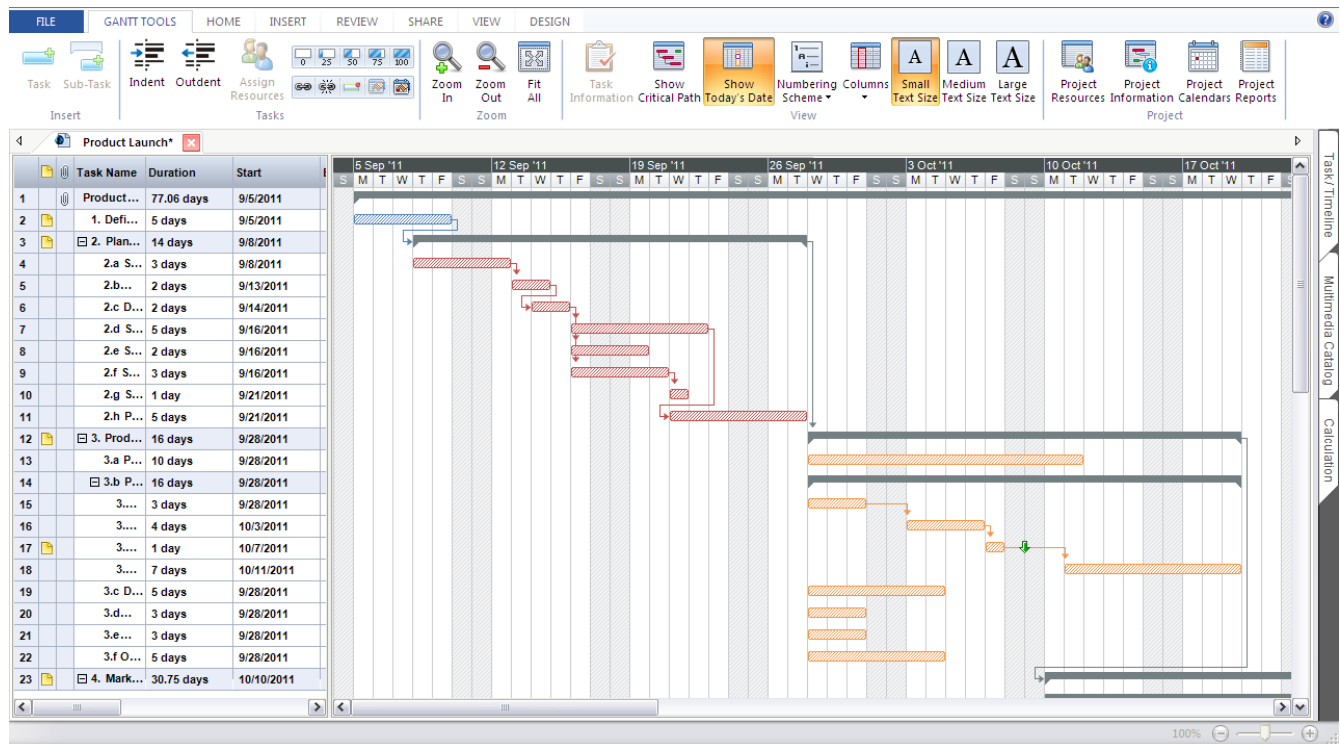 FILE GANTT TOOLS HOME INSERT REVIEW SHARE VIEW DESIGN
0 25 50 75 100
Task Sub-Task Indent Outdent Assign Resources Zoom In Zoom Out Fit All Task Information Show Critical Path Show Today's Date Numbering Scheme Columns A Small Text Size A Medium Text Size A Large Text Size Project Resources Project Information Project Calendars Project Reports
Insert Tasks Zoom View Project
Product Launch*
Task Name Duration Start
5 Sep '11 12 Sep '11 19 Sep '11 26 Sep '11 3 Oct '11 10 Oct '11 17 Oct '11
S M T W T F S S M T W T F S S M T W T F S S M T W T F S S M T W T F S S M T W T F S S M T W T F S
1 Product... 77.06 days 9/5/2011
2 1. Defi... 5 days 9/5/2011
3 2. Plan... 14 days 9/8/2011
4 2.a S... 3 days 9/8/2011
5 2.b... 2 days 9/13/2011
6 2.c D... 2 days 9/14/2011
7 2.d S... 5 days 9/16/2011
8 2.e S... 2 days 9/16/2011
9 2.f S... 3 days 9/16/2011
10 2.g S... 1 day 9/21/2011
11 2.h P... 5 days 9/21/2011
12 3. Prod... 16 days 9/28/2011
13 3.a P... 10 days 9/28/2011
14 3.b P... 16 days 9/28/2011
15 3.... 3 days 9/28/2011
16 3.... 4 days 10/3/2011
17 3.... 1 day 10/7/2011
18 3.... 7 days 10/11/2011
19 3.c D... 5 days 9/28/2011
20 3.d... 3 days 9/28/2011
21 3.e... 3 days 9/28/2011
22 3.f O... 5 days 9/28/2011
23 4. Mark... 30.75 days 10/10/2011
Task / Timeline
Multimedia Catalog
Calculation
100%